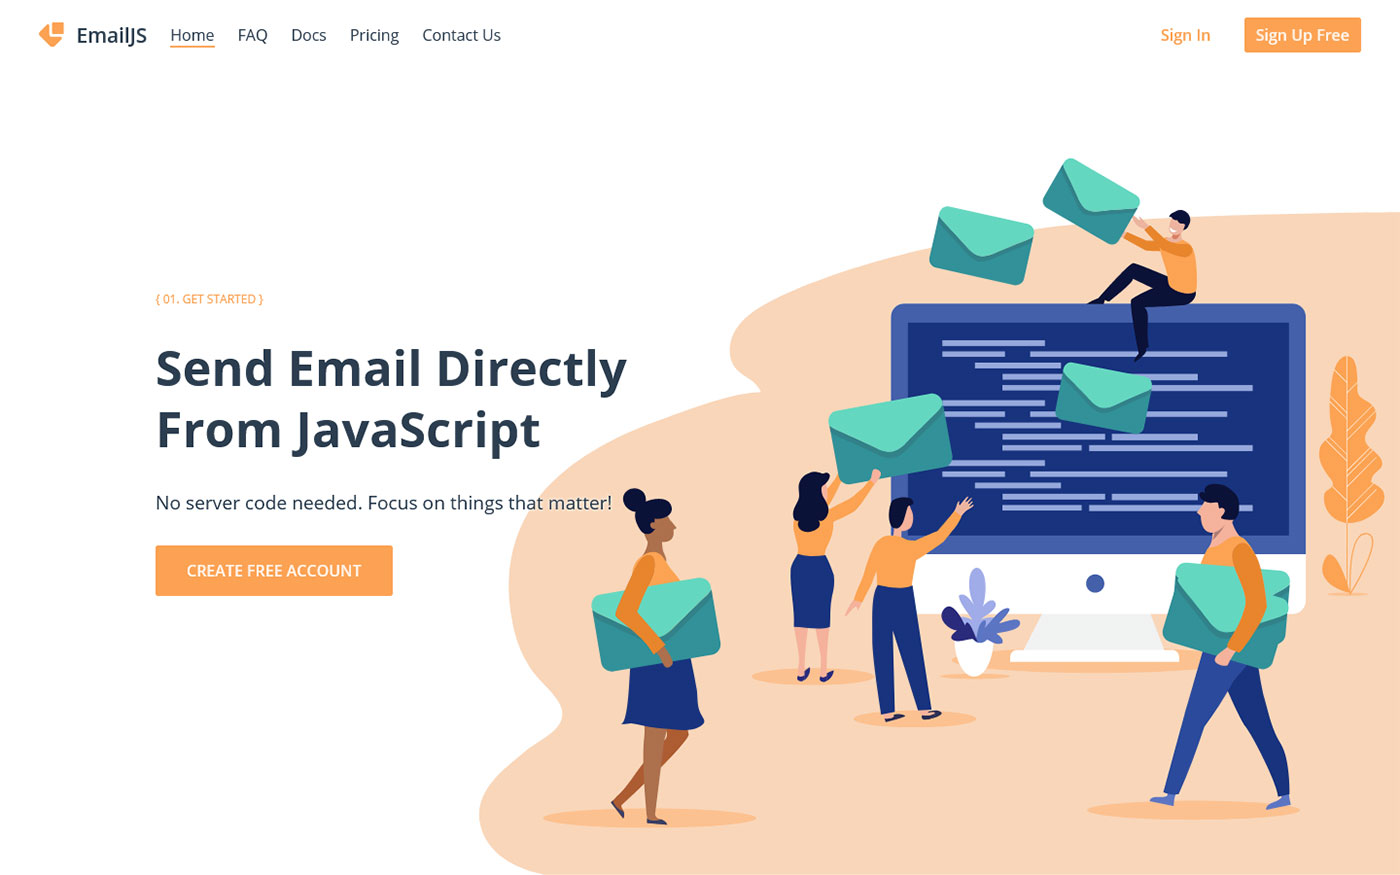 EmailJS Home FAQ Docs Pricing Contact Us Sign In Sign Up Free
{ 01. GET STARTED }
Send Email Directly
From JavaScript
No server code needed. Focus on things that matter!
CREATE FREE ACCOUNT